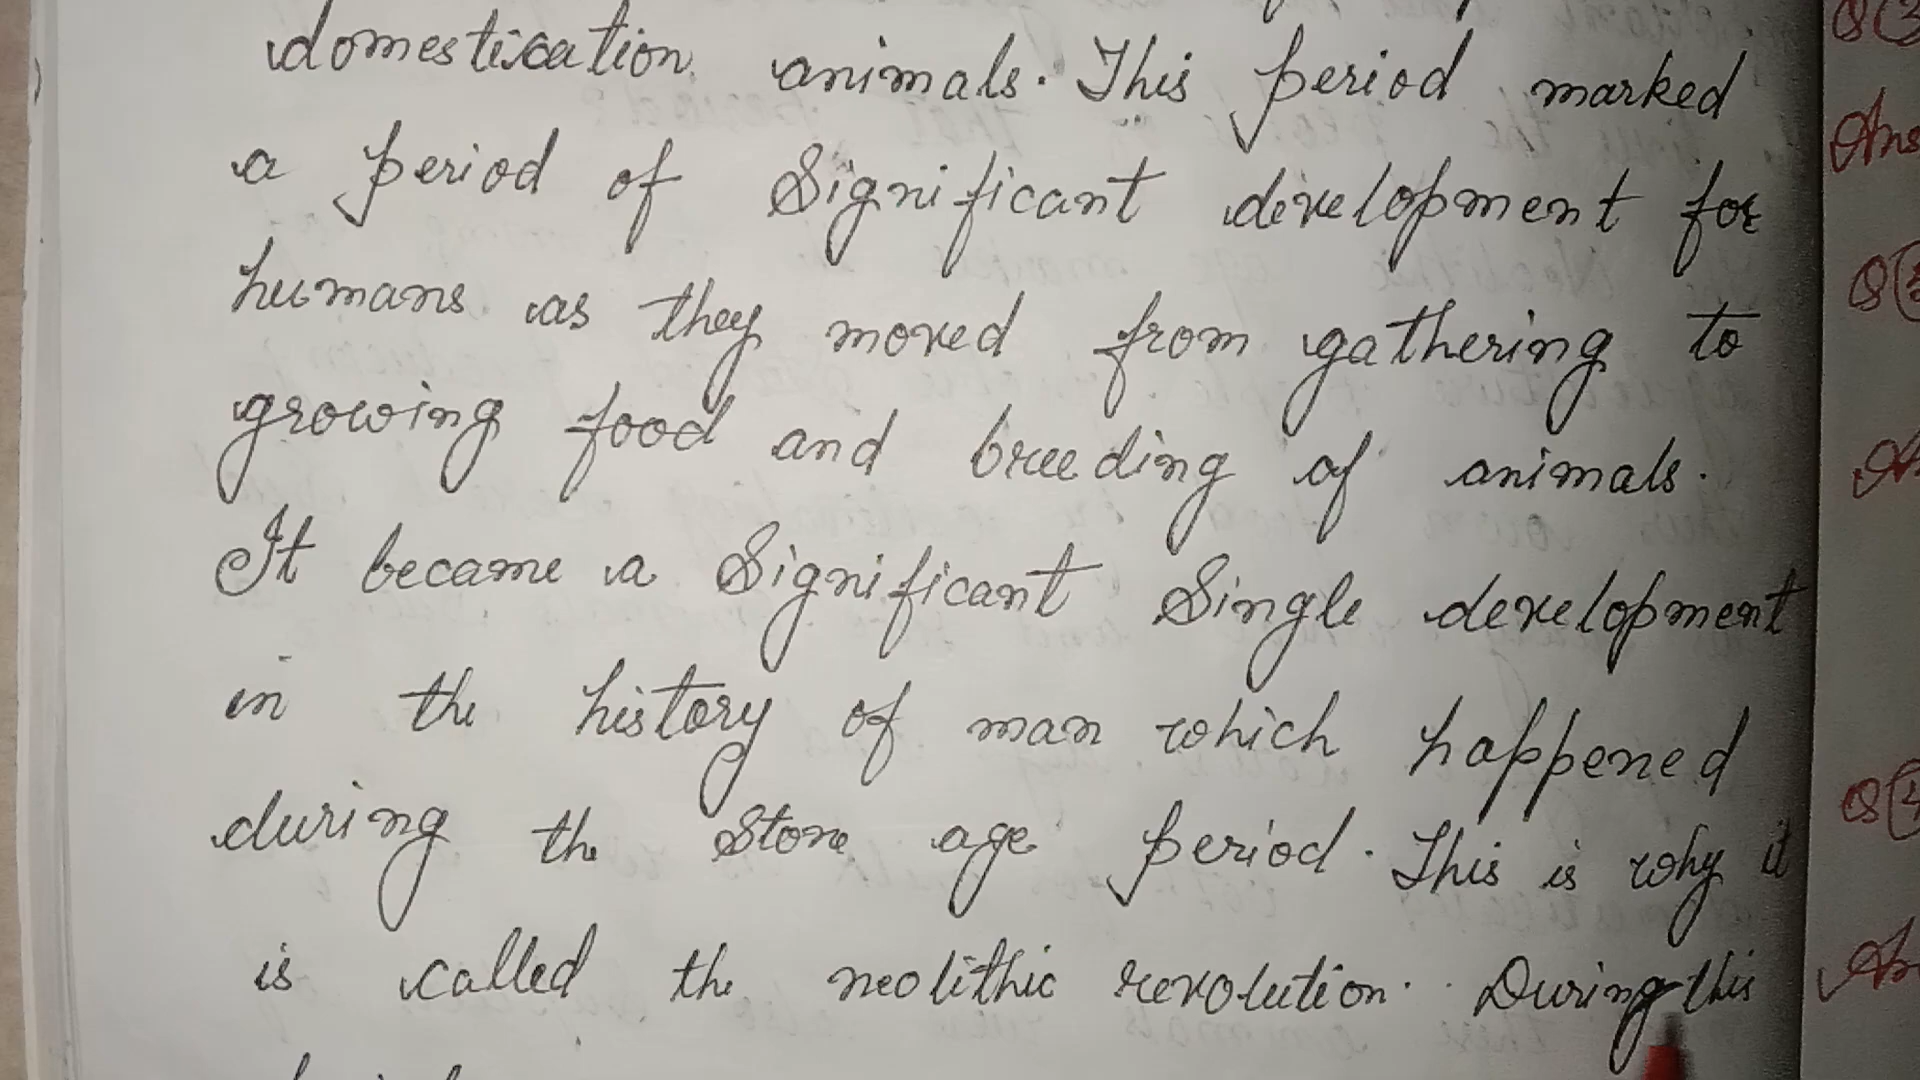 domestication animals. This period marked
a period of Significant development for
humans as they moved from gathering to
growing food and breeding of animals.
It became a Significant Single development
in the history of man which happened
during the Stone age period. This is why it
is called the neolithic revolution. During this
Ans